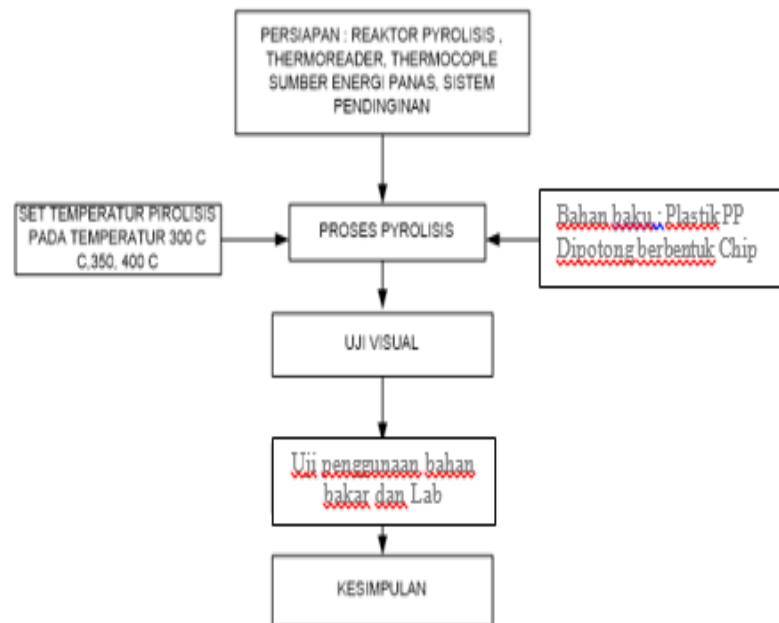 PERSIAPAN : REAKTOR PYROLISIS ,
THERMOREADER, THERMOCOPLE
SUMBER ENERGI PANAS, SISTEM
PENDINGINAN
SET TEMPERATUR PIROLISIS
PADA TEMPERATUR 300 C
C,350, 400 C
PROSES PYROLISIS
Bahan baku : Plastik PP
Dipotong berbentuk Chip
UJI VISUAL
Uji penggunaan bahan
bakar dan Lab
KESIMPULAN